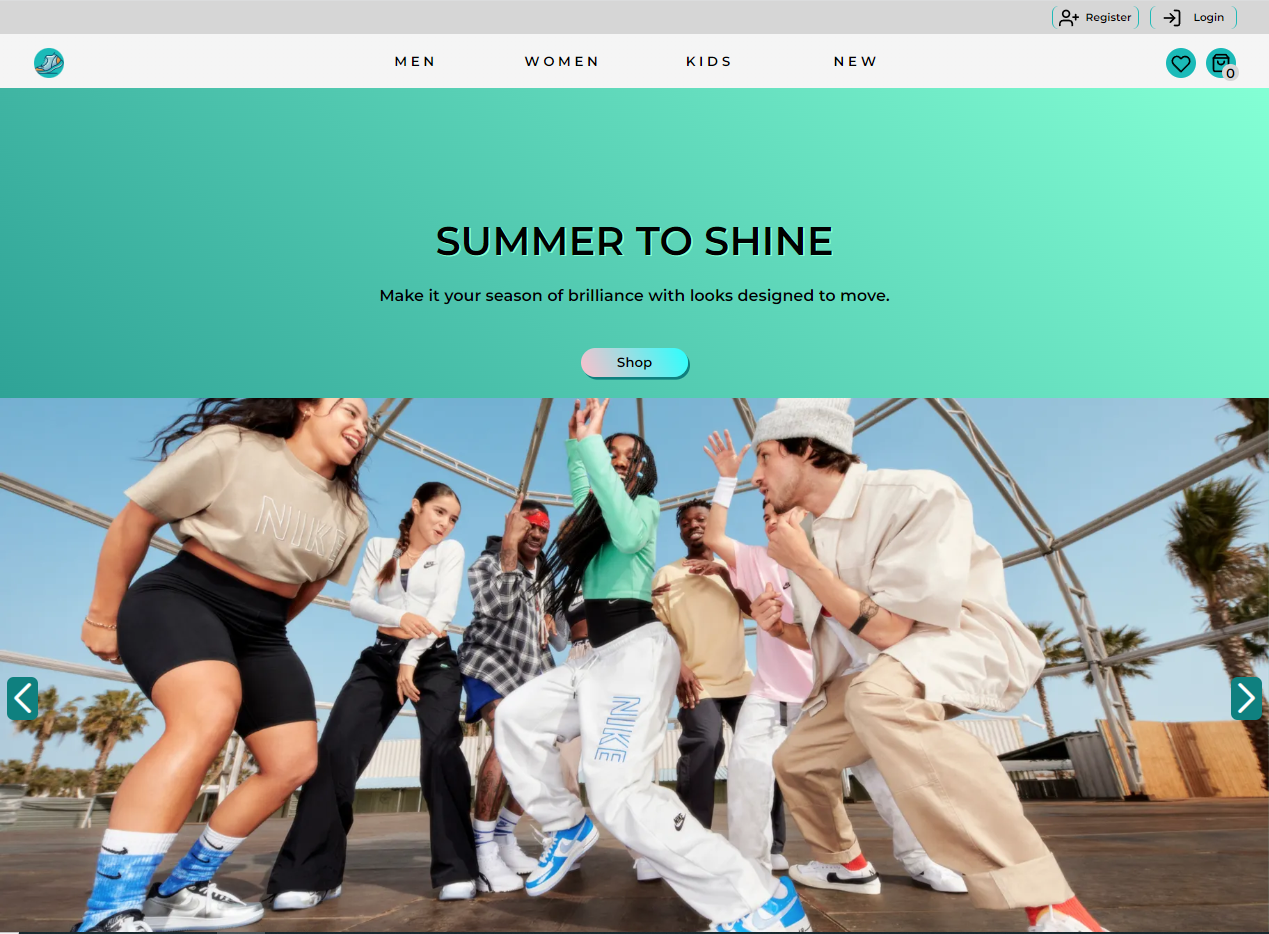 Register
Login
MEN
WOMEN
KIDS
NEW
0
SUMMER TO SHINE
Make it your season of brilliance with looks designed to move.
Shop
NIKE
NIKE